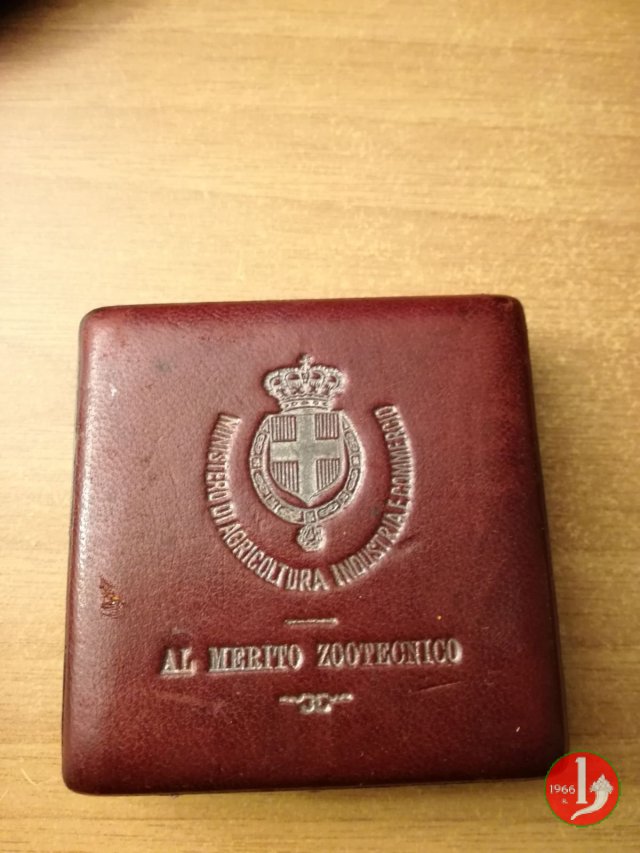 MINISTERO DI AGRICOLTURA INDUSTRIA E COMMERCIO
AL MERITO ZOOTECNICO
1966
R.